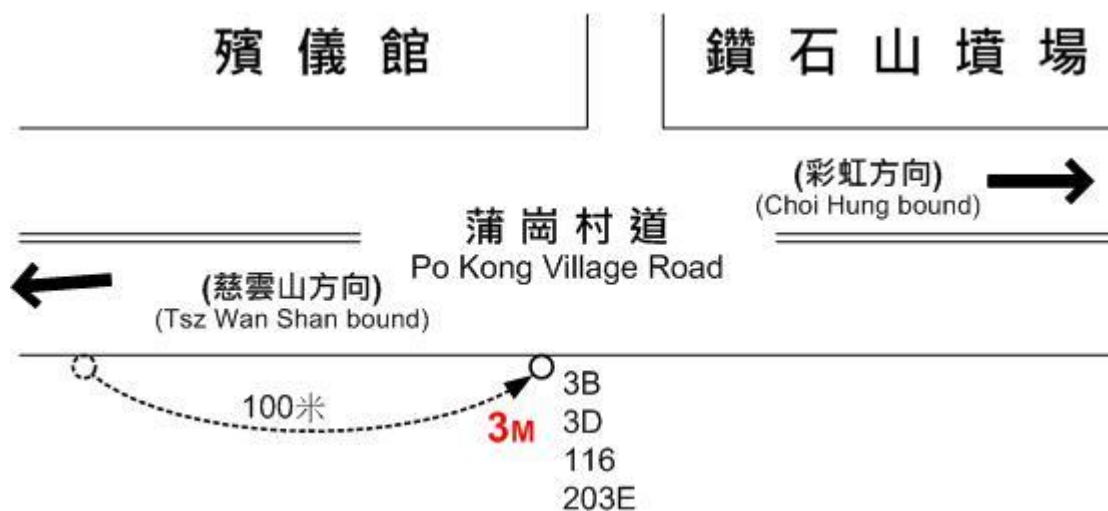 殯儀館
鑽石山墳場
(彩虹方向)
(Choi Hung bound)
蒲崗村道
Po Kong Village Road
(慈雲山方向)
(Tsz Wan Shan bound)
100米
3M
3B
3D
116
203E